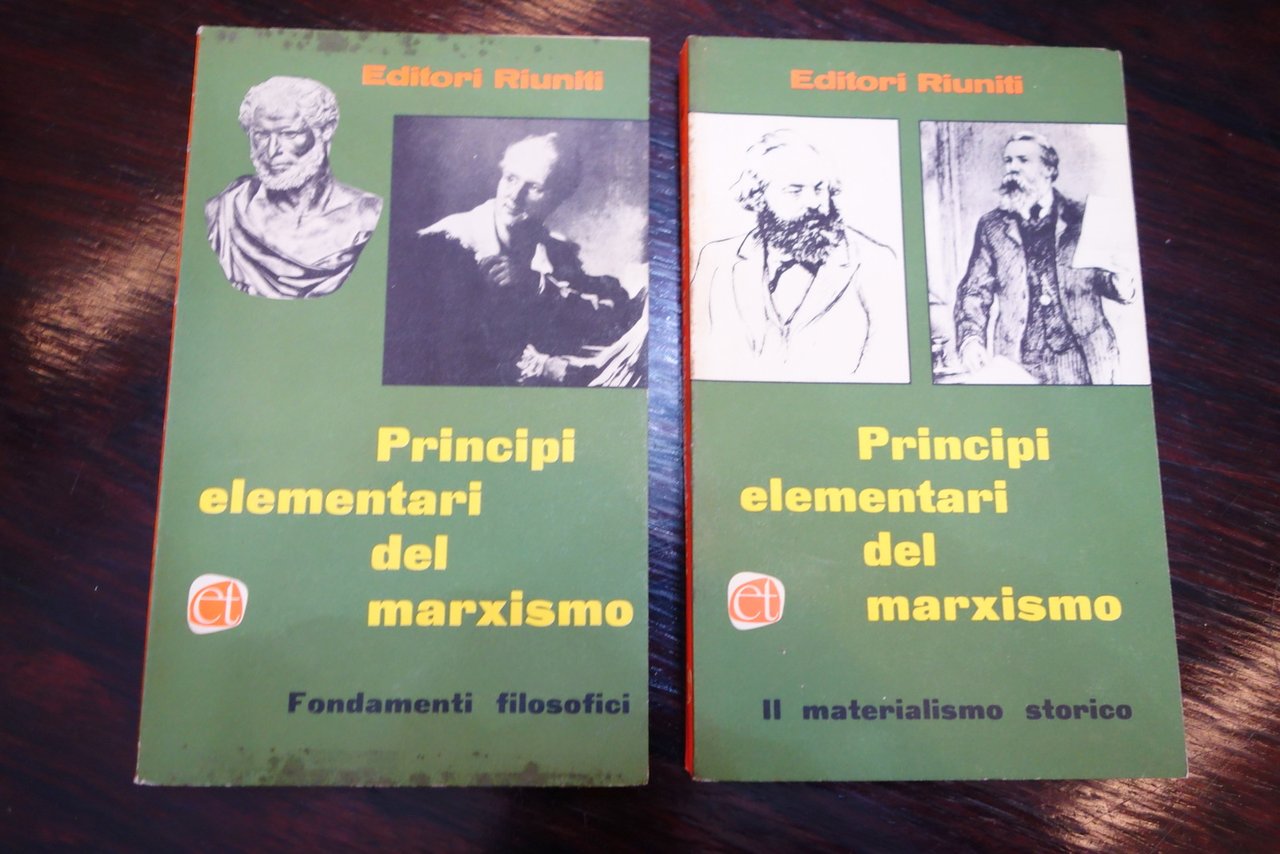 Editori Riuniti
Principi
elementari
del
marxismo
et
Fondamenti filosofici
Editori Riuniti
Principi
elementari
del
marxismo
et
Il materialismo storico